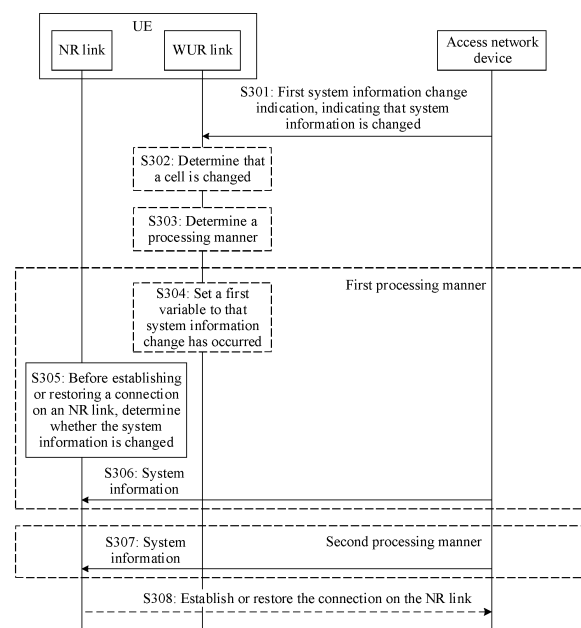 UE
NR link
WUR link
Access network
device
S301: First system information change
indication, indicating that system
information is changed
S302: Determine that
a cell is changed
S303: Determine a
processing manner
First processing manner
S304: Set a first
variable to that
system information
change has occurred
S305: Before establishing
or restoring a connection
on an NR link, determine
whether the system
information is changed
S306: System
information
S307: System
information
Second processing manner
S308: Establish or restore the connection on the NR link